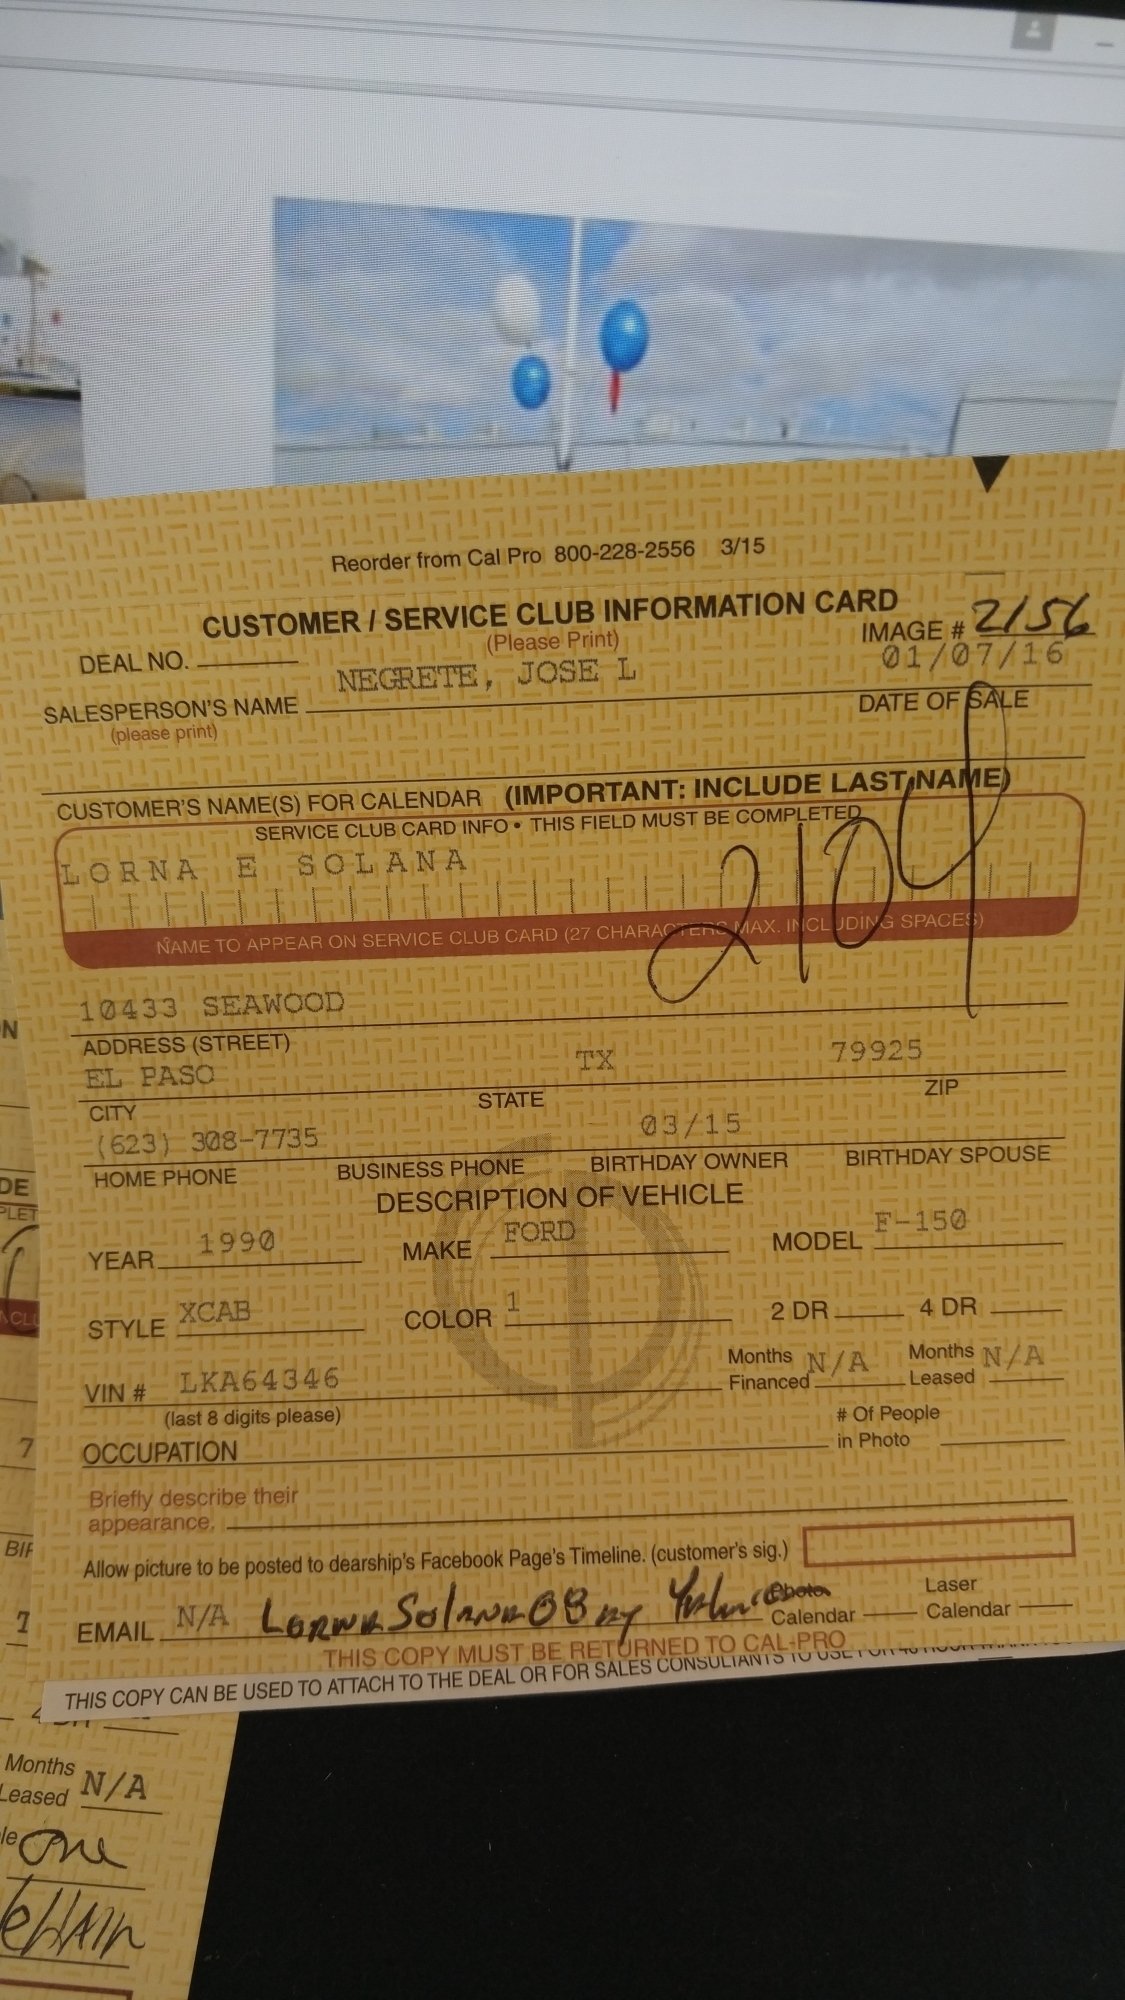 Reorder from Cal Pro 800-228-2556 3/15
CUSTOMER / SERVICE CLUB INFORMATION CARD
(Please Print)
IMAGE # 2156
DEAL NO.
01/07/16
NEGRETE, JOSE L
SALESPERSON'S NAME
DATE OF SALE
(please print)
CUSTOMER'S NAME(S) FOR CALENDAR (IMPORTANT: INCLUDE LAST NAME)
SERVICE CLUB CARD INFO • THIS FIELD MUST BE COMPLETED
LORNA E SOLANA
2104
NAME TO APPEAR ON SERVICE CLUB CARD (27 CHARACTERS MAX. INCLUDING SPACES)
10433 SEAWOOD
ADDRESS (STREET)
EL PASO TX 79925
CITY STATE ZIP
(623) 308-7735 03/15
HOME PHONE BUSINESS PHONE BIRTHDAY OWNER BIRTHDAY SPOUSE
DESCRIPTION OF VEHICLE
YEAR 1990 MAKE FORD MODEL F-150
STYLE XCAB COLOR 1 2 DR 4 DR
VIN # LKA64346 Months Financed N/A Months Leased N/A
(last 8 digits please)
OCCUPATION
# Of People
in Photo
Briefly describe their
appearance.
Allow picture to be posted to dearship's Facebook Page's Timeline. (customer's sig.)
EMAIL N/A Photo Calendar Laser Calendar
THIS COPY MUST BE RETURNED TO CAL-PRO
THIS COPY CAN BE USED TO ATTACH TO THE DEAL OR FOR SALES CONSULTANTS TO USE FOR
Months
Leased N/A
one